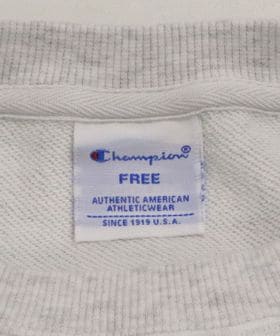 Champion®
FREE
AUTHENTIC AMERICAN
ATHLETICWEAR
SINCE 1919 U.S.A.